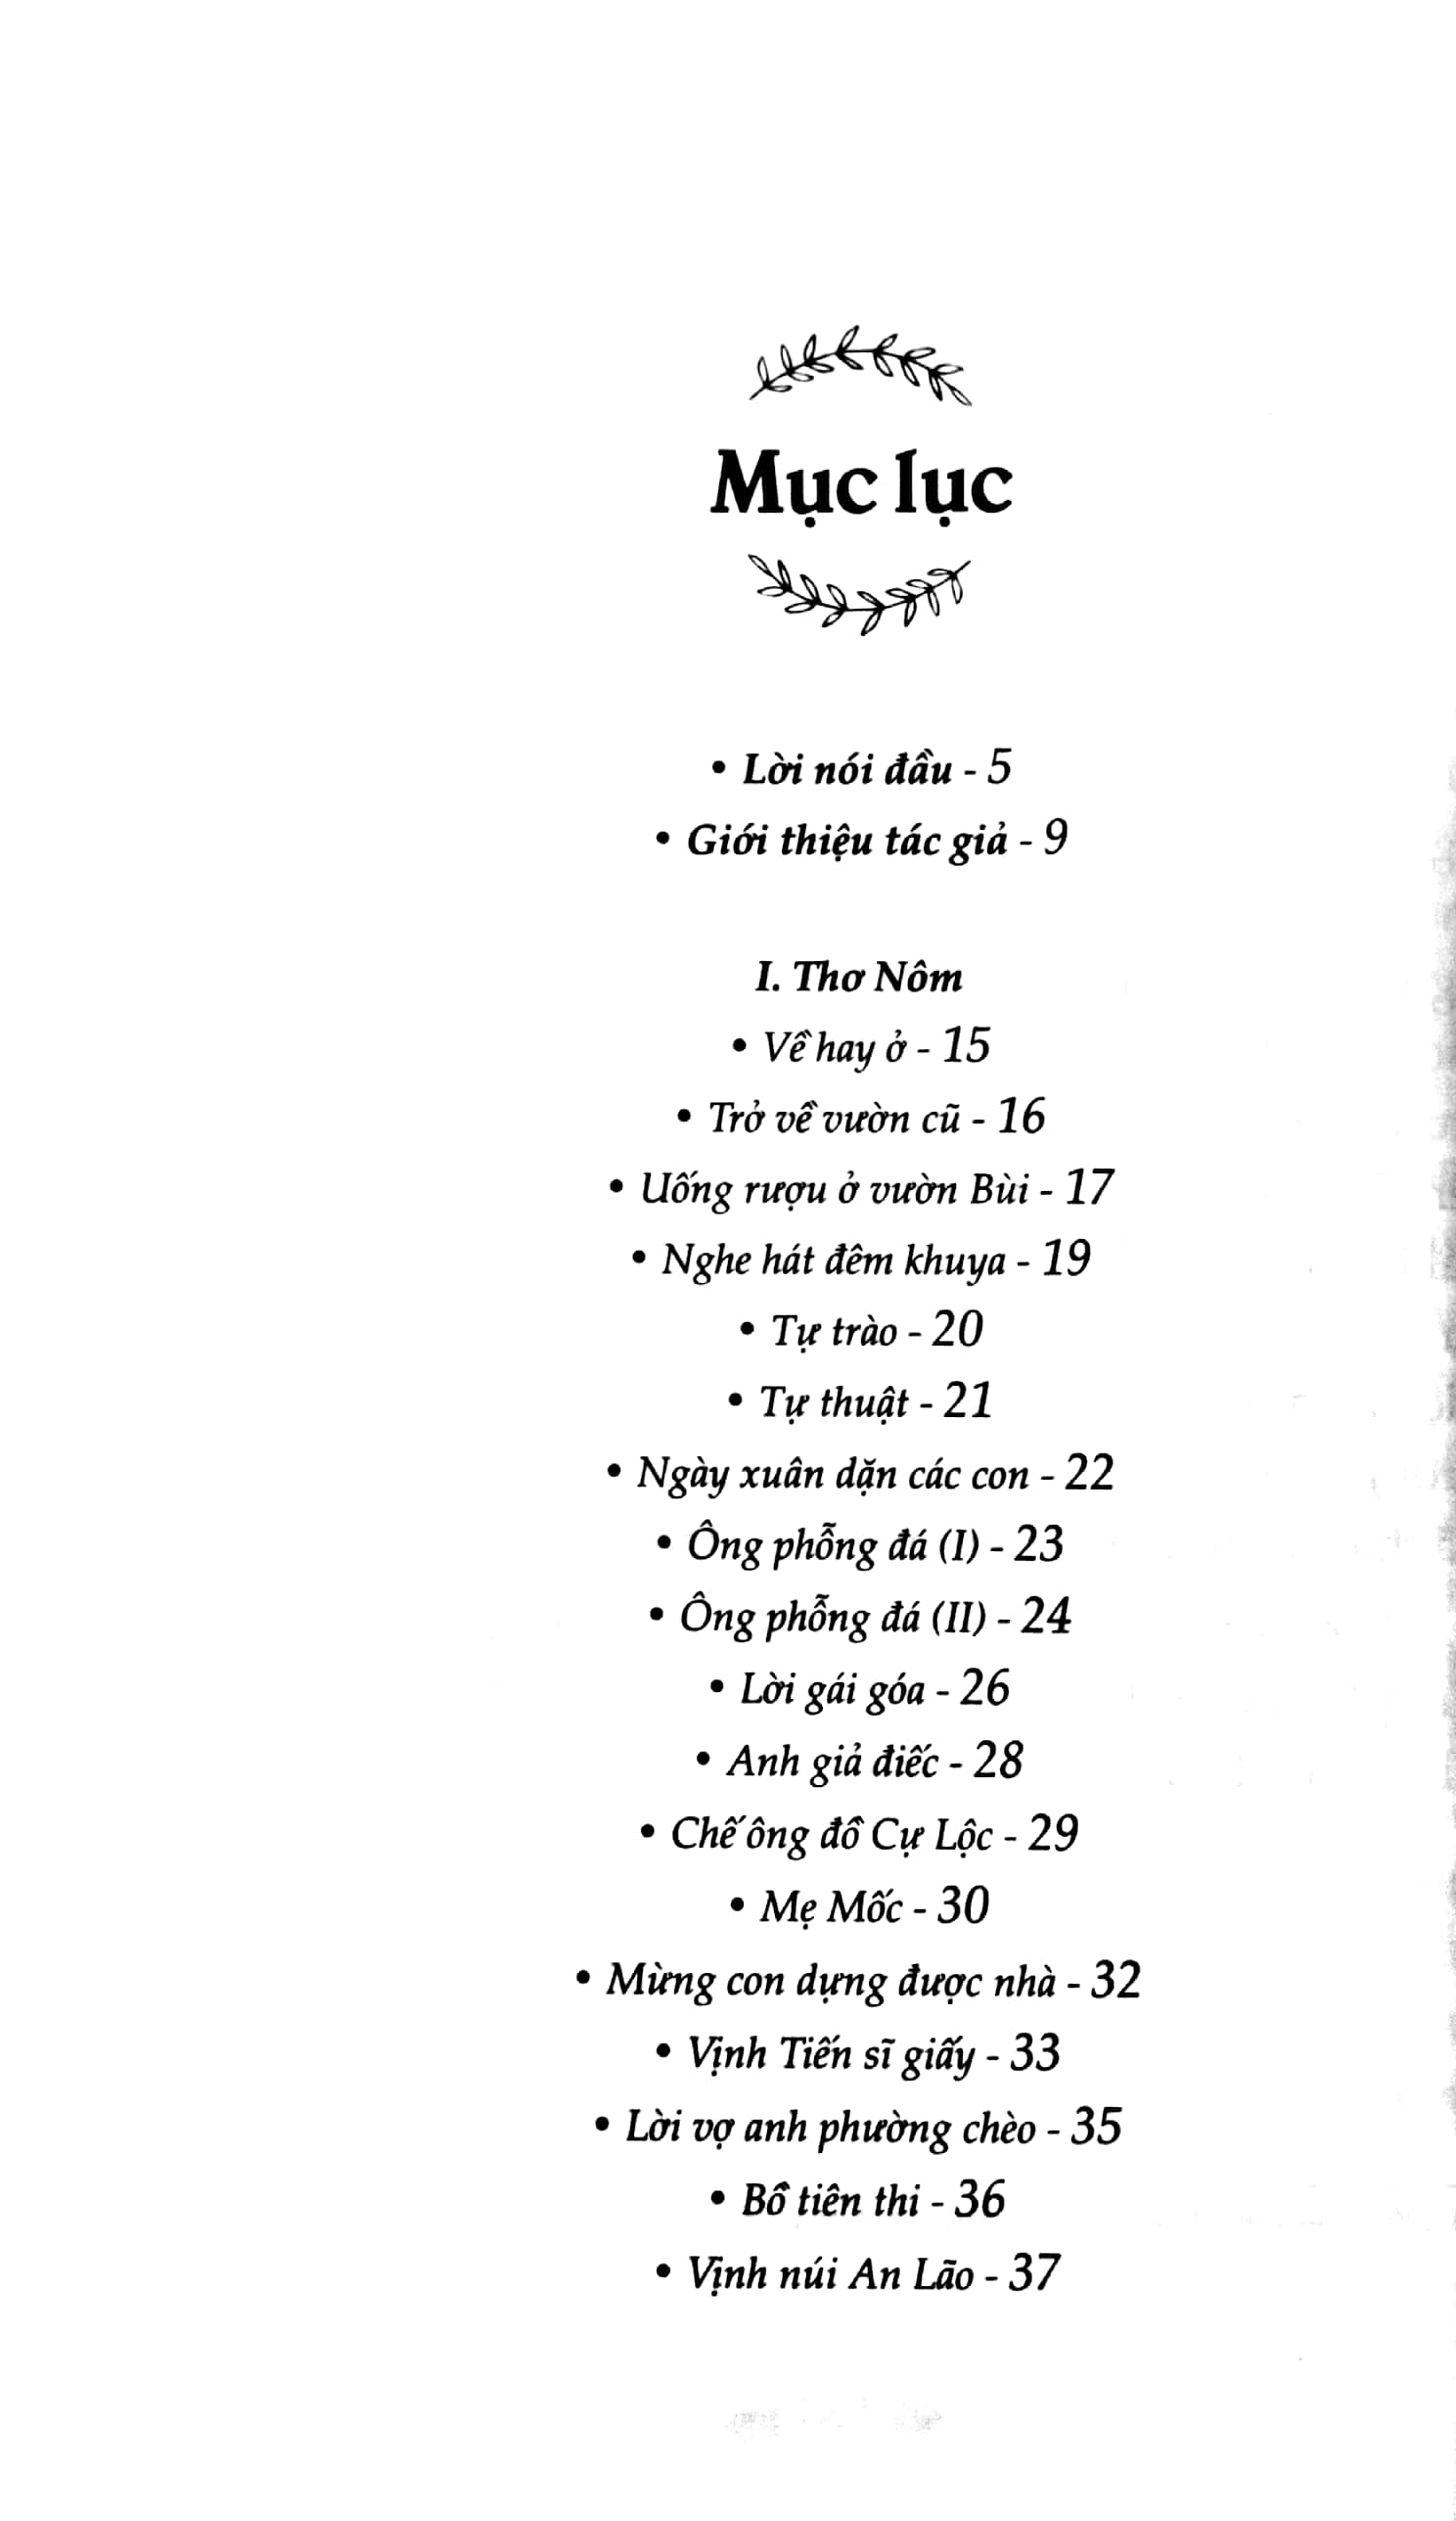 Mục lục
• Lời nói đầu - 5
• Giới thiệu tác giả - 9
I. Thơ Nôm
• Về hay ở - 15
• Trở về vườn cũ - 16
• Uống rượu ở vườn Bùi - 17
• Nghe hát đêm khuya - 19
• Tự trào - 20
• Tự thuật - 21
• Ngày xuân dặn các con - 22
• Ông phỗng đá (I) - 23
• Ông phỗng đá (II) - 24
• Lời gái góa - 26
• Anh giả điếc - 28
• Chế ông đồ Cự Lộc - 29
• Mẹ Mốc - 30
• Mừng con dựng được nhà - 32
• Vịnh Tiến sĩ giấy - 33
• Lời vợ anh phường chèo - 35
• Bồ tiên thi - 36
• Vịnh núi An Lão - 37